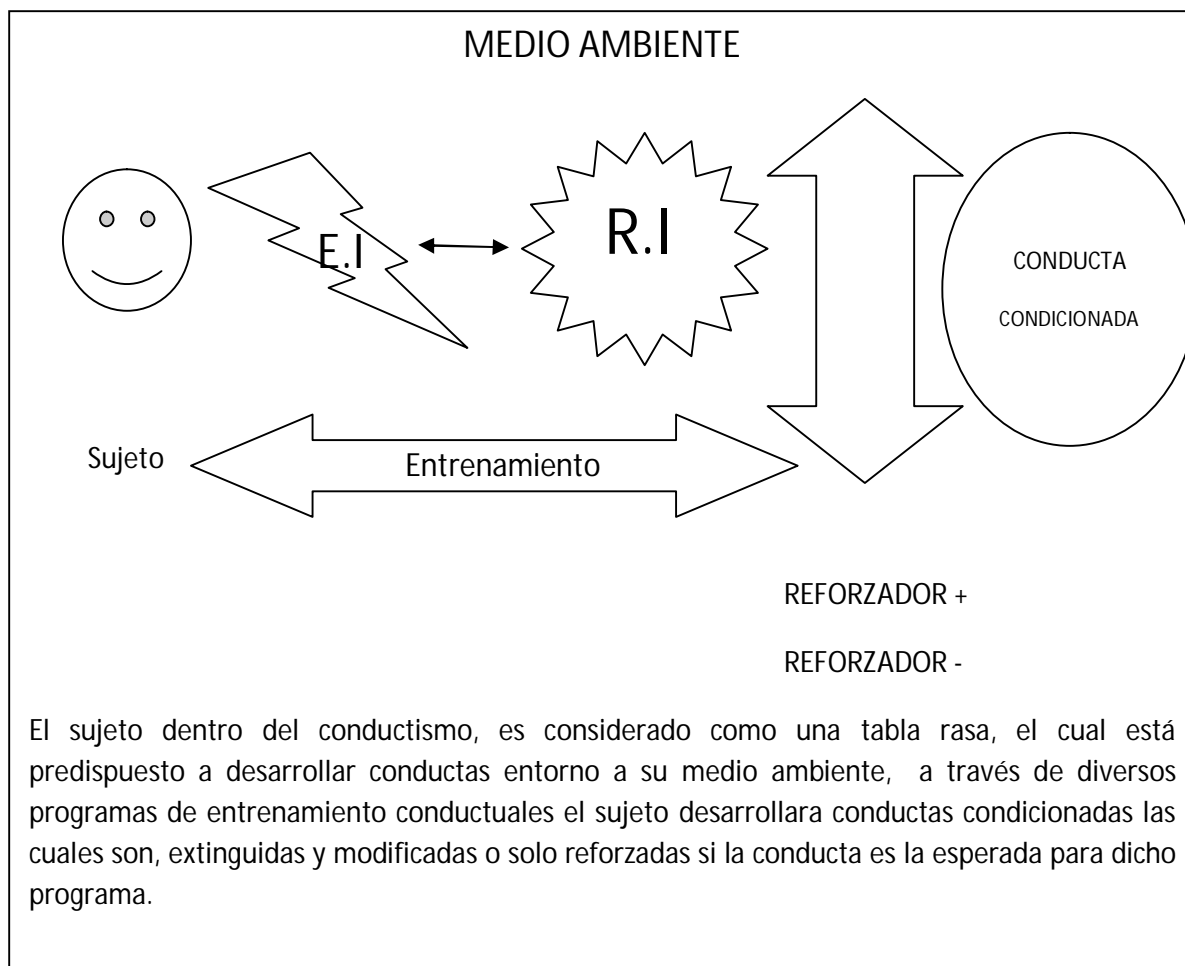 MEDIO AMBIENTE
E.I
R.I
CONDUCTA
CONDICIONADA
Sujeto
Entrenamiento
REFORZADOR +
REFORZADOR -
El sujeto dentro del conductismo, es considerado como una tabla rasa, el cual está
predispuesto a desarrollar conductas entorno a su medio ambiente, a través de diversos
programas de entrenamiento conductuales el sujeto desarrollara conductas condicionadas las
cuales son, extinguidas y modificadas o solo reforzadas si la conducta es la esperada para dicho
programa.